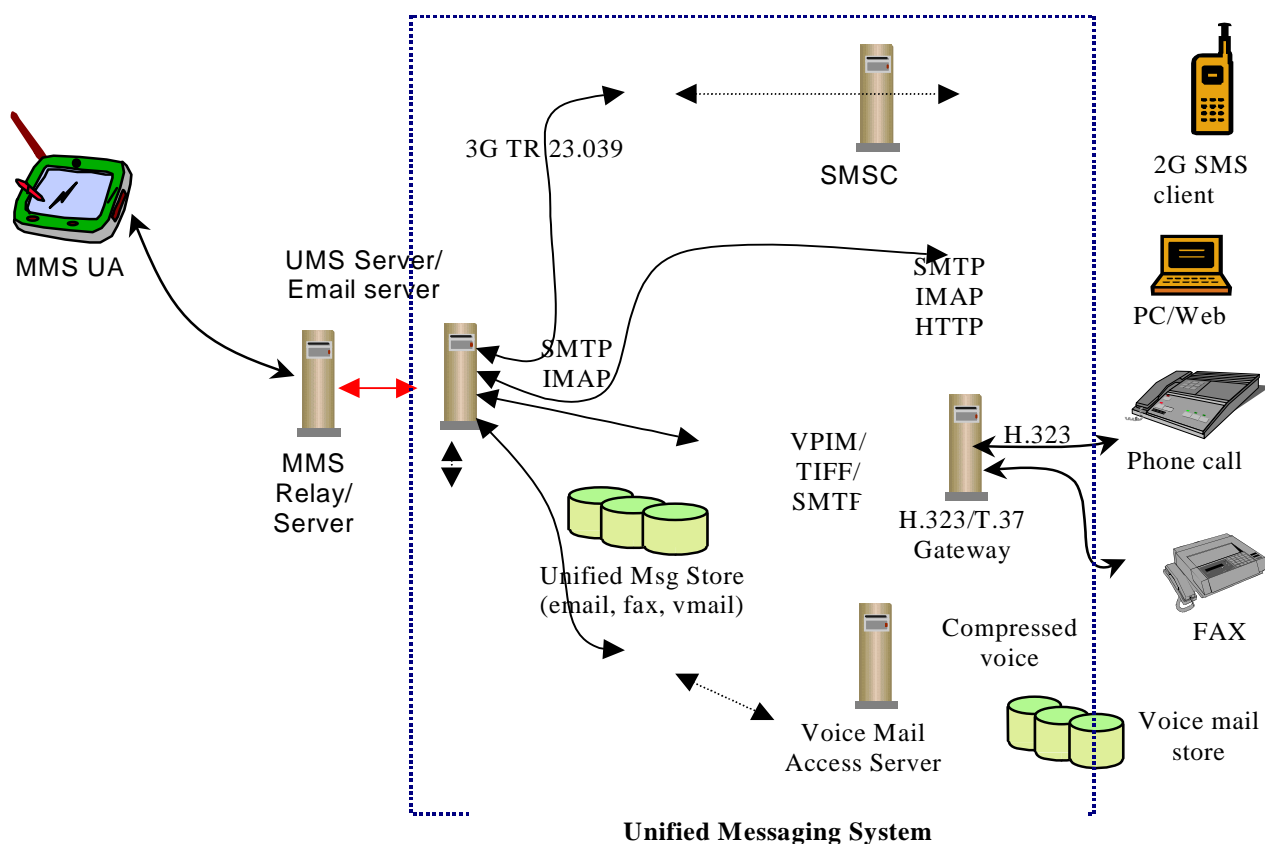 3G TR 23.039
SMSC
2G SMS
client
MMS UA
UMS Server/
Email server
SMTP
IMAP
HTTP
PC/Web
SMTP
IMAP
MMS
Relay/
Server
VPIM/
TIFF/
SMTP
H.323
Phone call
H.323/T.37
Gateway
Unified Msg Store
(email, fax, vmail)
FAX
Compressed
voice
Voice Mail
Access Server
Voice mail
store
Unified Messaging System